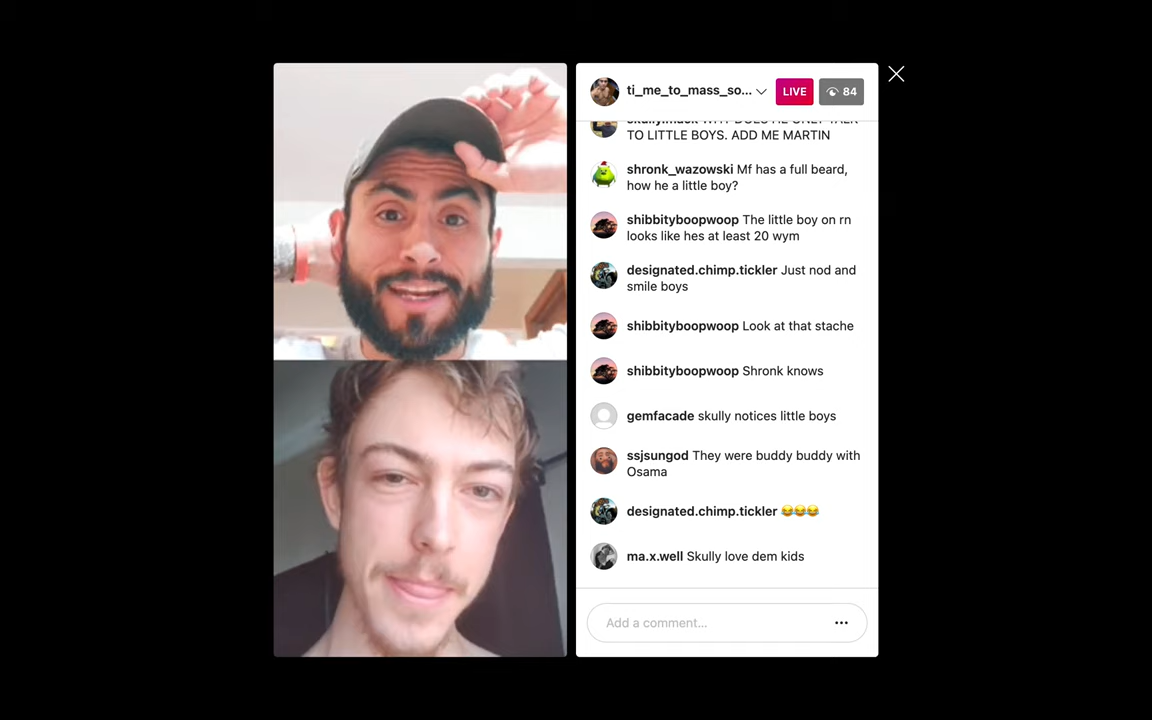 ti_me_to_mass_so...
LIVE
84
TO LITTLE BOYS. ADD ME MARTIN
shronk_wazowski Mf has a full beard,
how he a little boy?
shibbityboopwoop The little boy on rn
looks like hes at least 20 wym
designated.chimp.tickler Just nod and
smile boys
shibbityboopwoop Look at that stache
shibbityboopwoop Shronk knows
gemfacade skully notices little boys
ssjsungod They were buddy buddy with
Osama
designated.chimp.tickler 😂😂😂
ma.x.well Skully love dem kids
Add a comment...